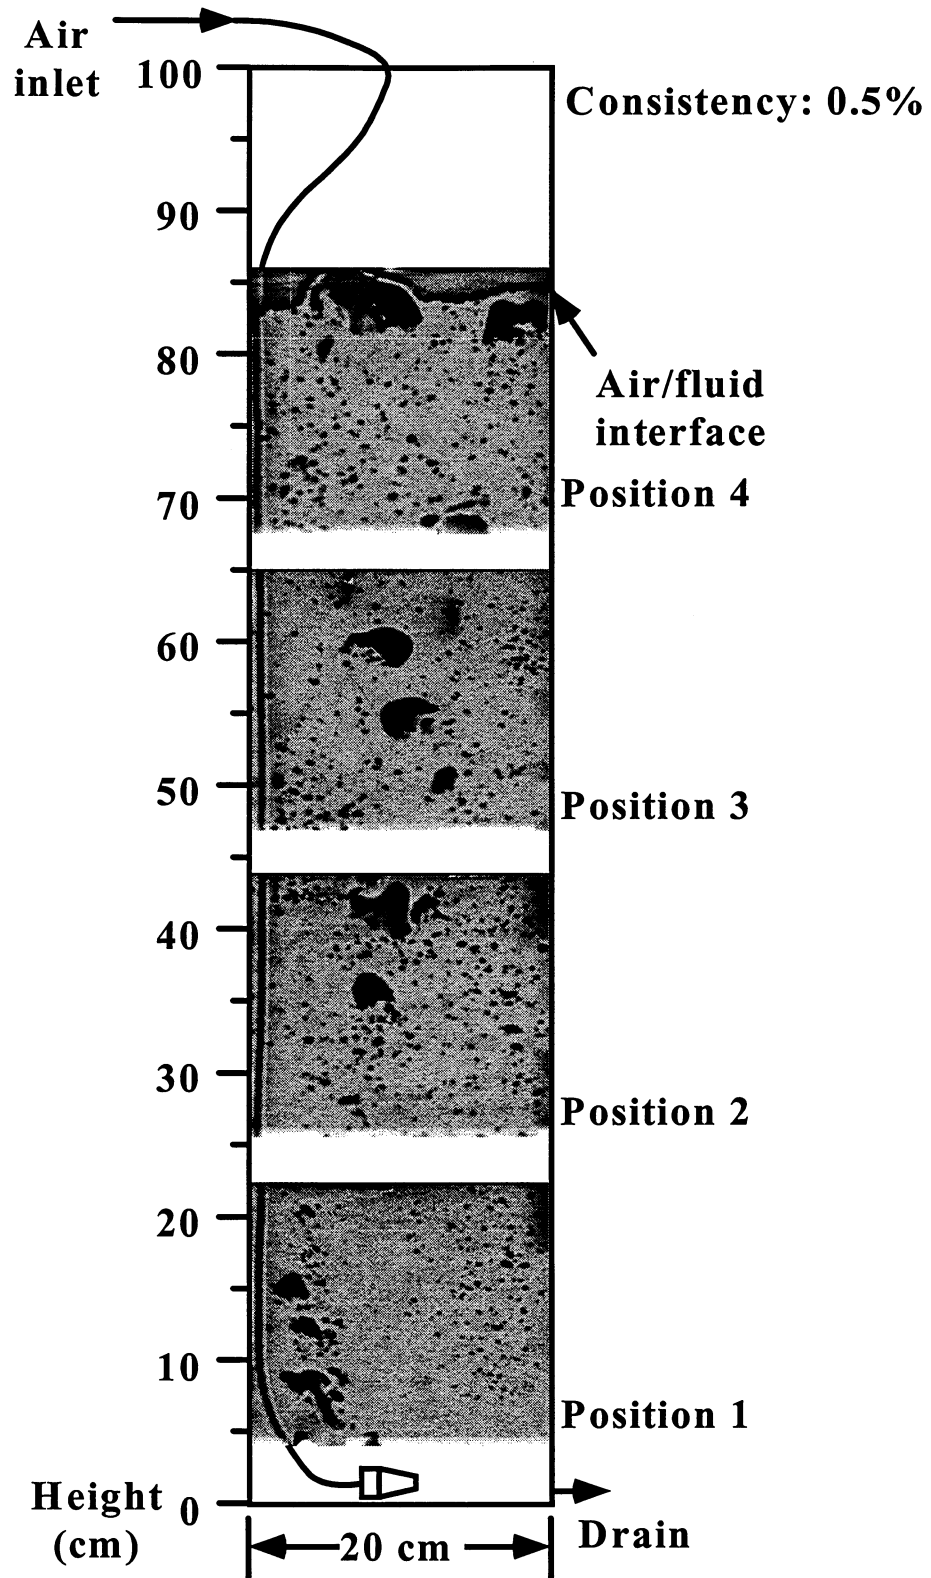 Air
inlet
100
Consistency: 0.5%
90
80
Air/fluid
interface
70
Position 4
60
50
Position 3
40
30
Position 2
20
10
Position 1
Height
(cm)
0
Drain
20 cm